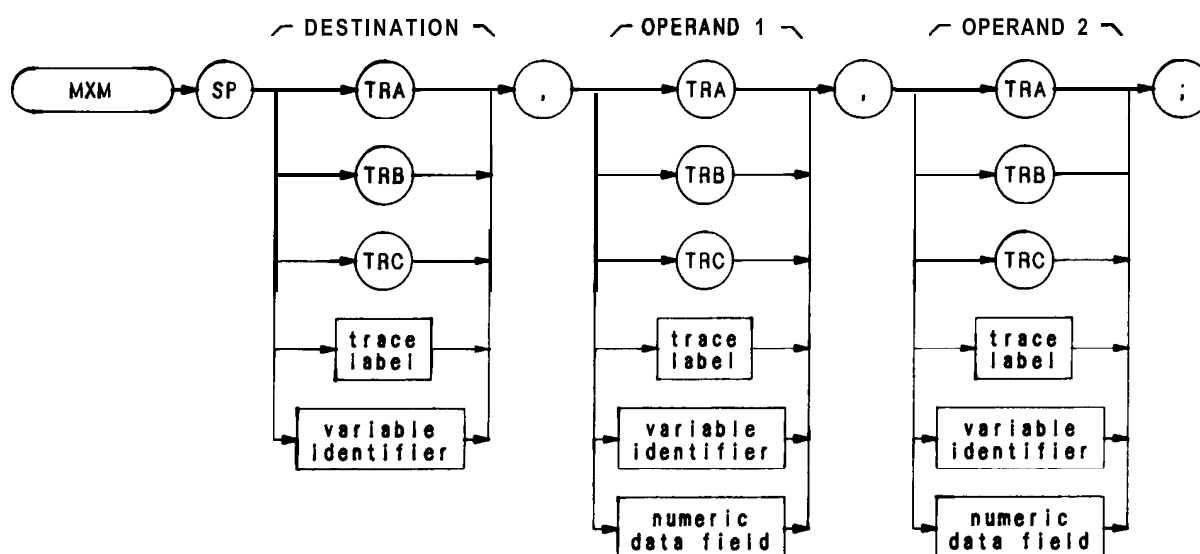 DESTINATION OPERAND 1 OPERAND 2
MXM SP TRA , TRA , TRA ;
TRB TRB TRB
TRC TRC TRC
trace label trace label trace label
variable identifier variable identifier variable identifier
numeric data field numeric data field